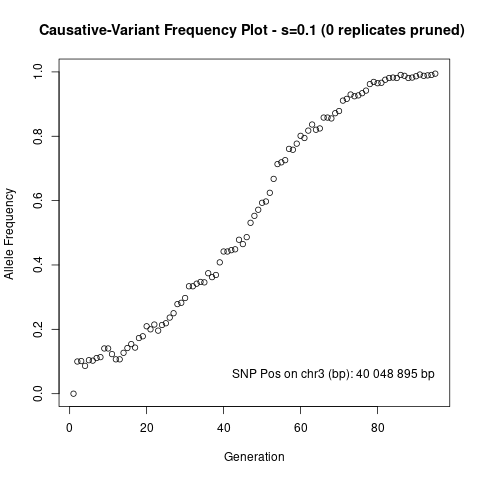 Causative-Variant Frequency Plot - s=0.1 (0 replicates pruned)
Allele Frequency
1.0
0.8
0.6
0.4
0.2
0.0
SNP Pos on chr3 (bp): 40 048 895 bp
0 20 40 60 80
Generation